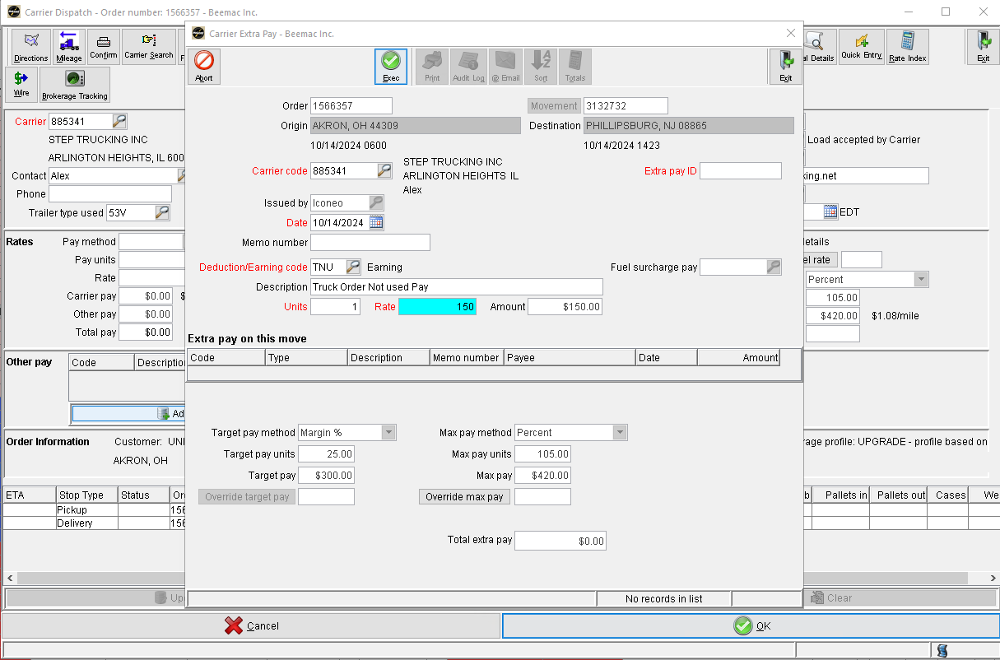 Carrier Dispatch - Order number: 1566357 - Beemac Inc.
Directions
Mileage
Confirm
Carrier Search
Details
Quick Entry
Rate Index
Exit
Wire
Brokerage Tracking
Carrier 885341
STEP TRUCKING INC
ARLINGTON HEIGHTS, IL 600
Contact Alex
Phone
Trailer type used 53V
Load accepted by Carrier
king.net
EDT
Rates
Pay method
Pay units
Rate
Carrier pay $0.00 $
Other pay $0.00
Total pay $0.00
etails
el rate
Percent
105.00
$420.00 $1.08/mile
Other pay
Code Descriptio
Ad
Order Information Customer: UNI
AKRON, OH
rage profile: UPGRADE - profile based on
ETA Stop Type Status Or b Pallets in Pallets out Cases We
Pickup 156
Delivery 156
Up Clear
Cancel OK
Carrier Extra Pay - Beemac Inc.
Abort
Exec
Print
Audit Log
@ Email
Sort
Totals
Exit
Order 1566357 Movement 3132732
Origin AKRON, OH 44309 Destination PHILLIPSBURG, NJ 08865
10/14/2024 0600 10/14/2024 1423
Carrier code 885341 STEP TRUCKING INC Extra pay ID
ARLINGTON HEIGHTS IL
Alex
Issued by Iconeo
Date 10/14/2024
Memo number
Deduction/Earning code TNU Earning Fuel surcharge pay
Description Truck Order Not used Pay
Units 1 Rate 150 Amount $150.00
Extra pay on this move
Code Type Description Memo number Payee Date Amount
Target pay method Margin % Max pay method Percent
Target pay units 25.00 Max pay units 105.00
Target pay $300.00 Max pay $420.00
Override target pay Override max pay
Total extra pay $0.00
No records in list